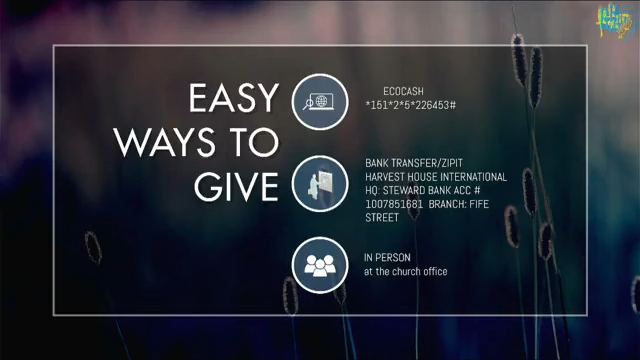 EASY
WAYS TO
GIVE
ECOCASH
*151*2*5*226453#
BANK TRANSFER/ZIPIT
HARVEST HOUSE INTERNATIONAL
HQ: STEWARD BANK ACC #
1007851681 BRANCH: FIFE
STREET
IN PERSON
at the church office